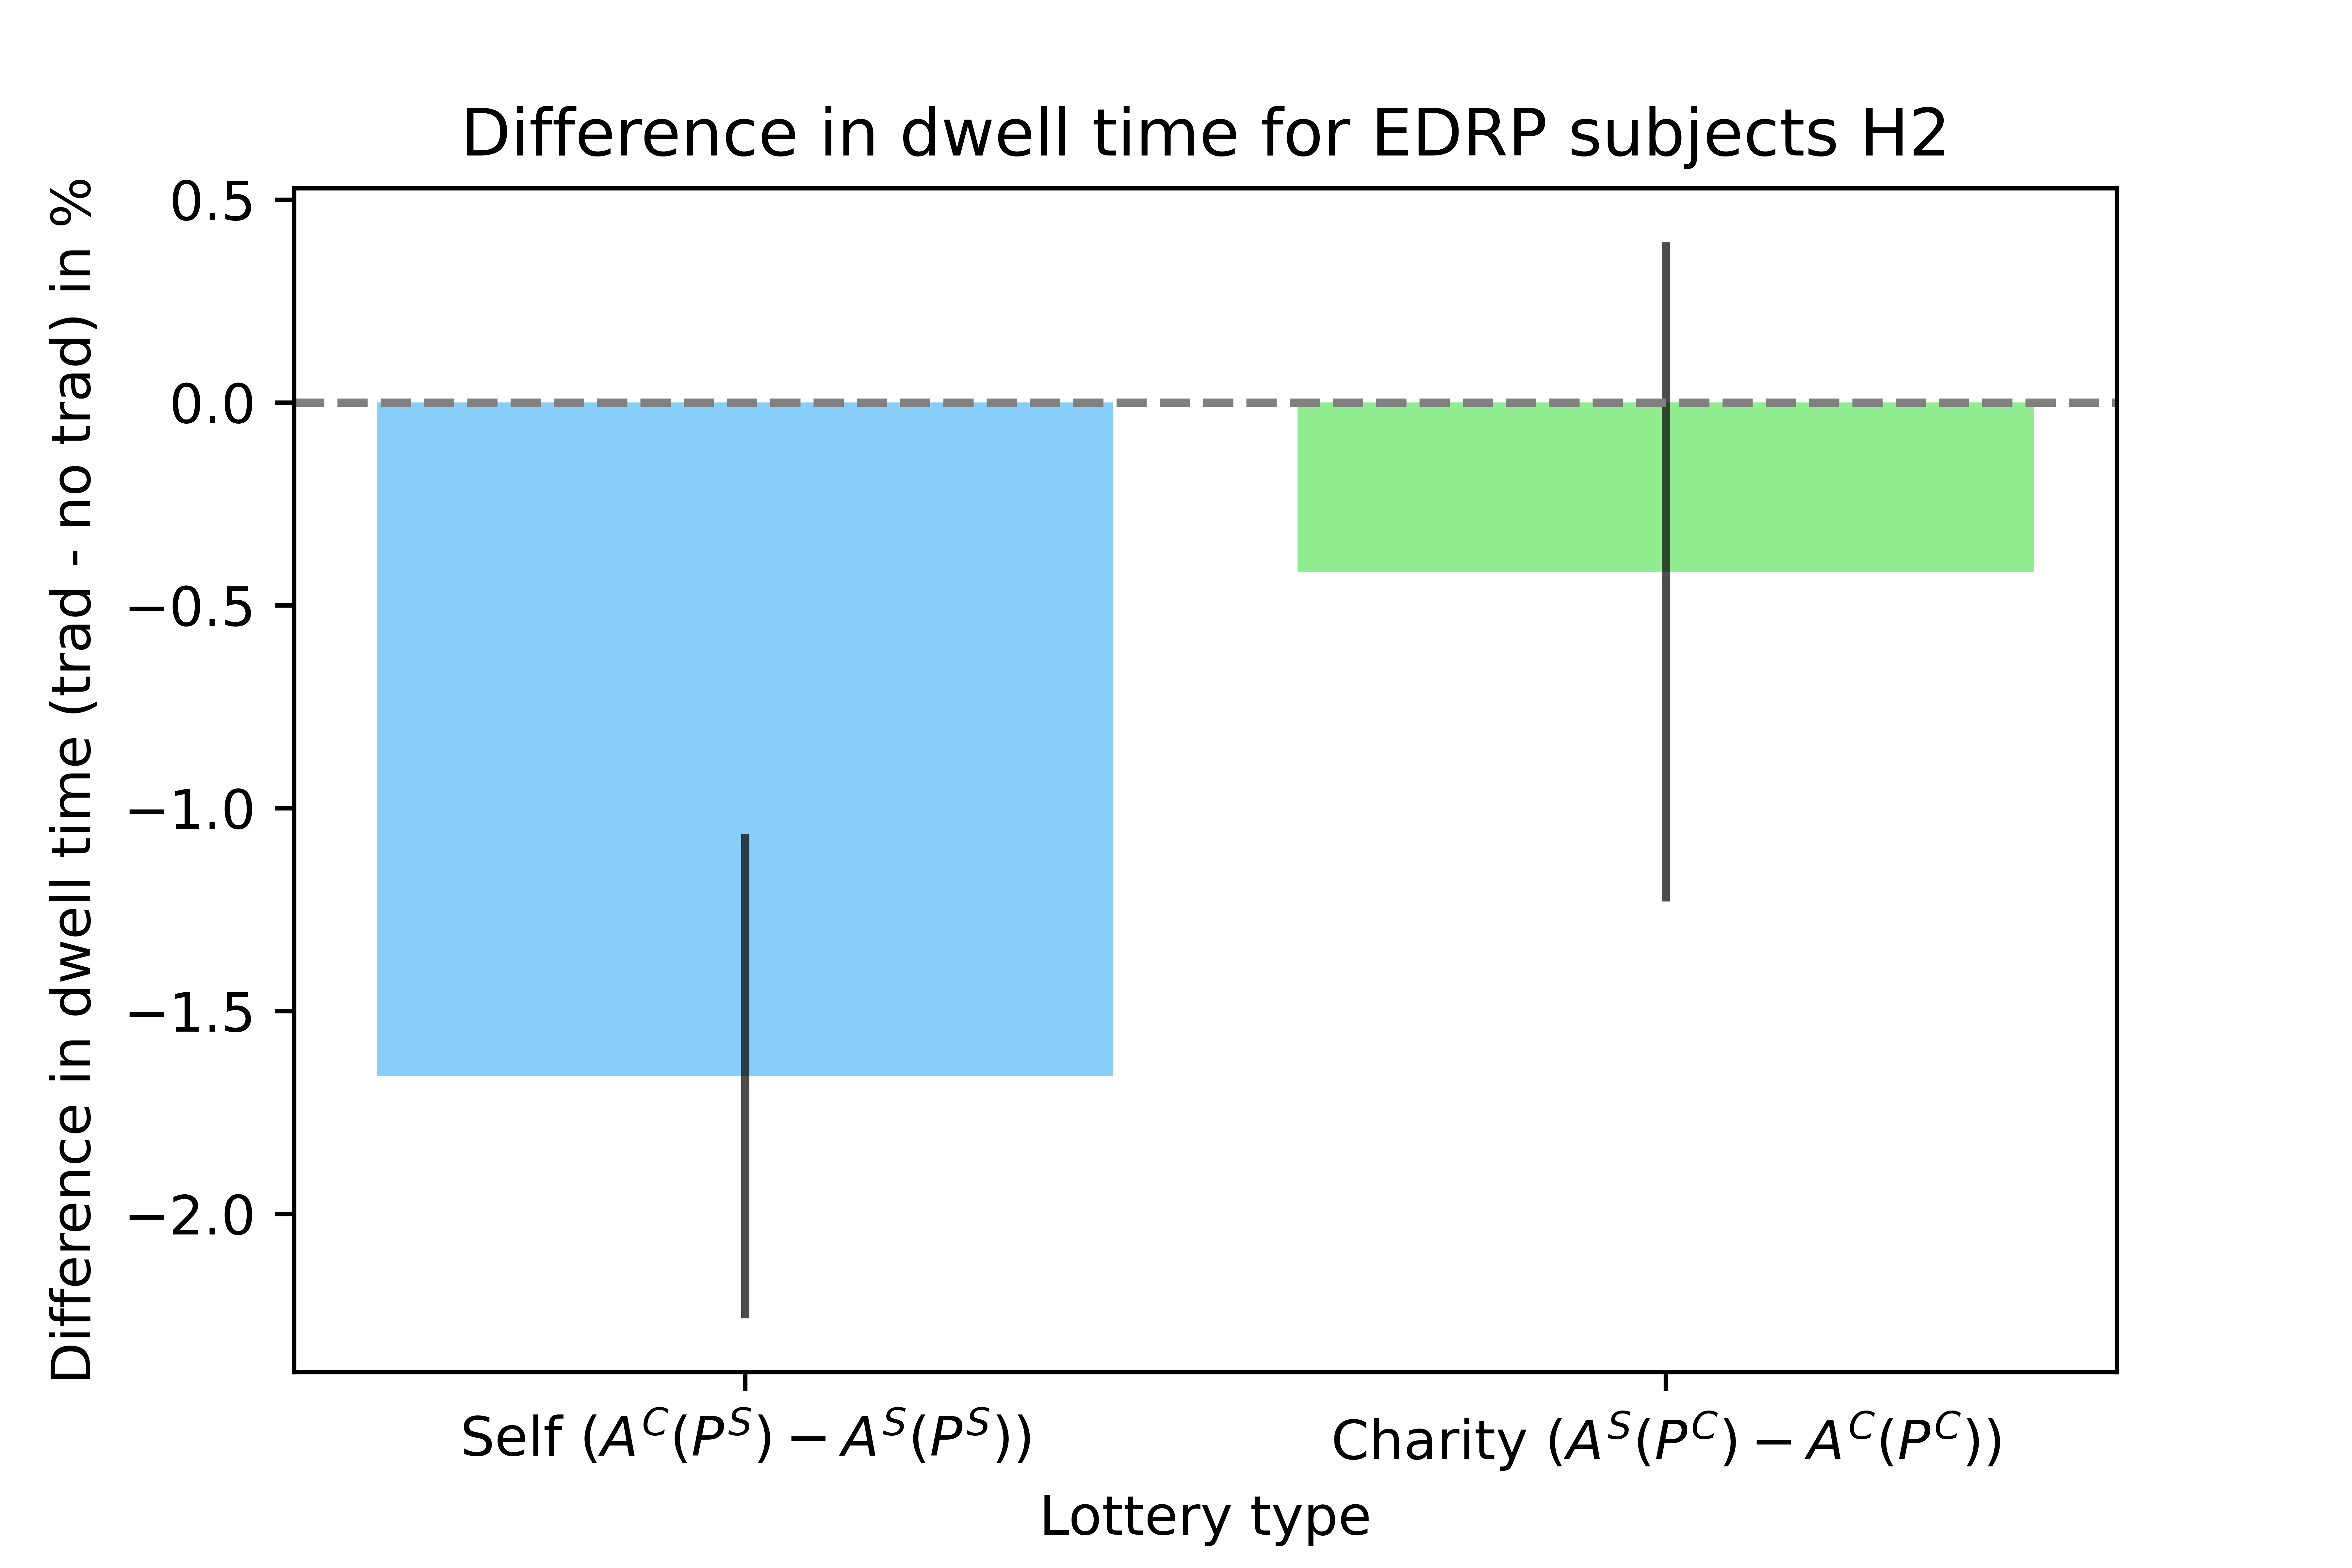 Difference in dwell time for EDRP subjects H2
Difference in dwell time (trad - no trad) in %
0.5
0.0
−0.5
−1.0
−1.5
−2.0
Self ($A^C(P^S) − A^S(P^S)$)
Charity ($A^S(P^C) − A^C(P^C)$)
Lottery type